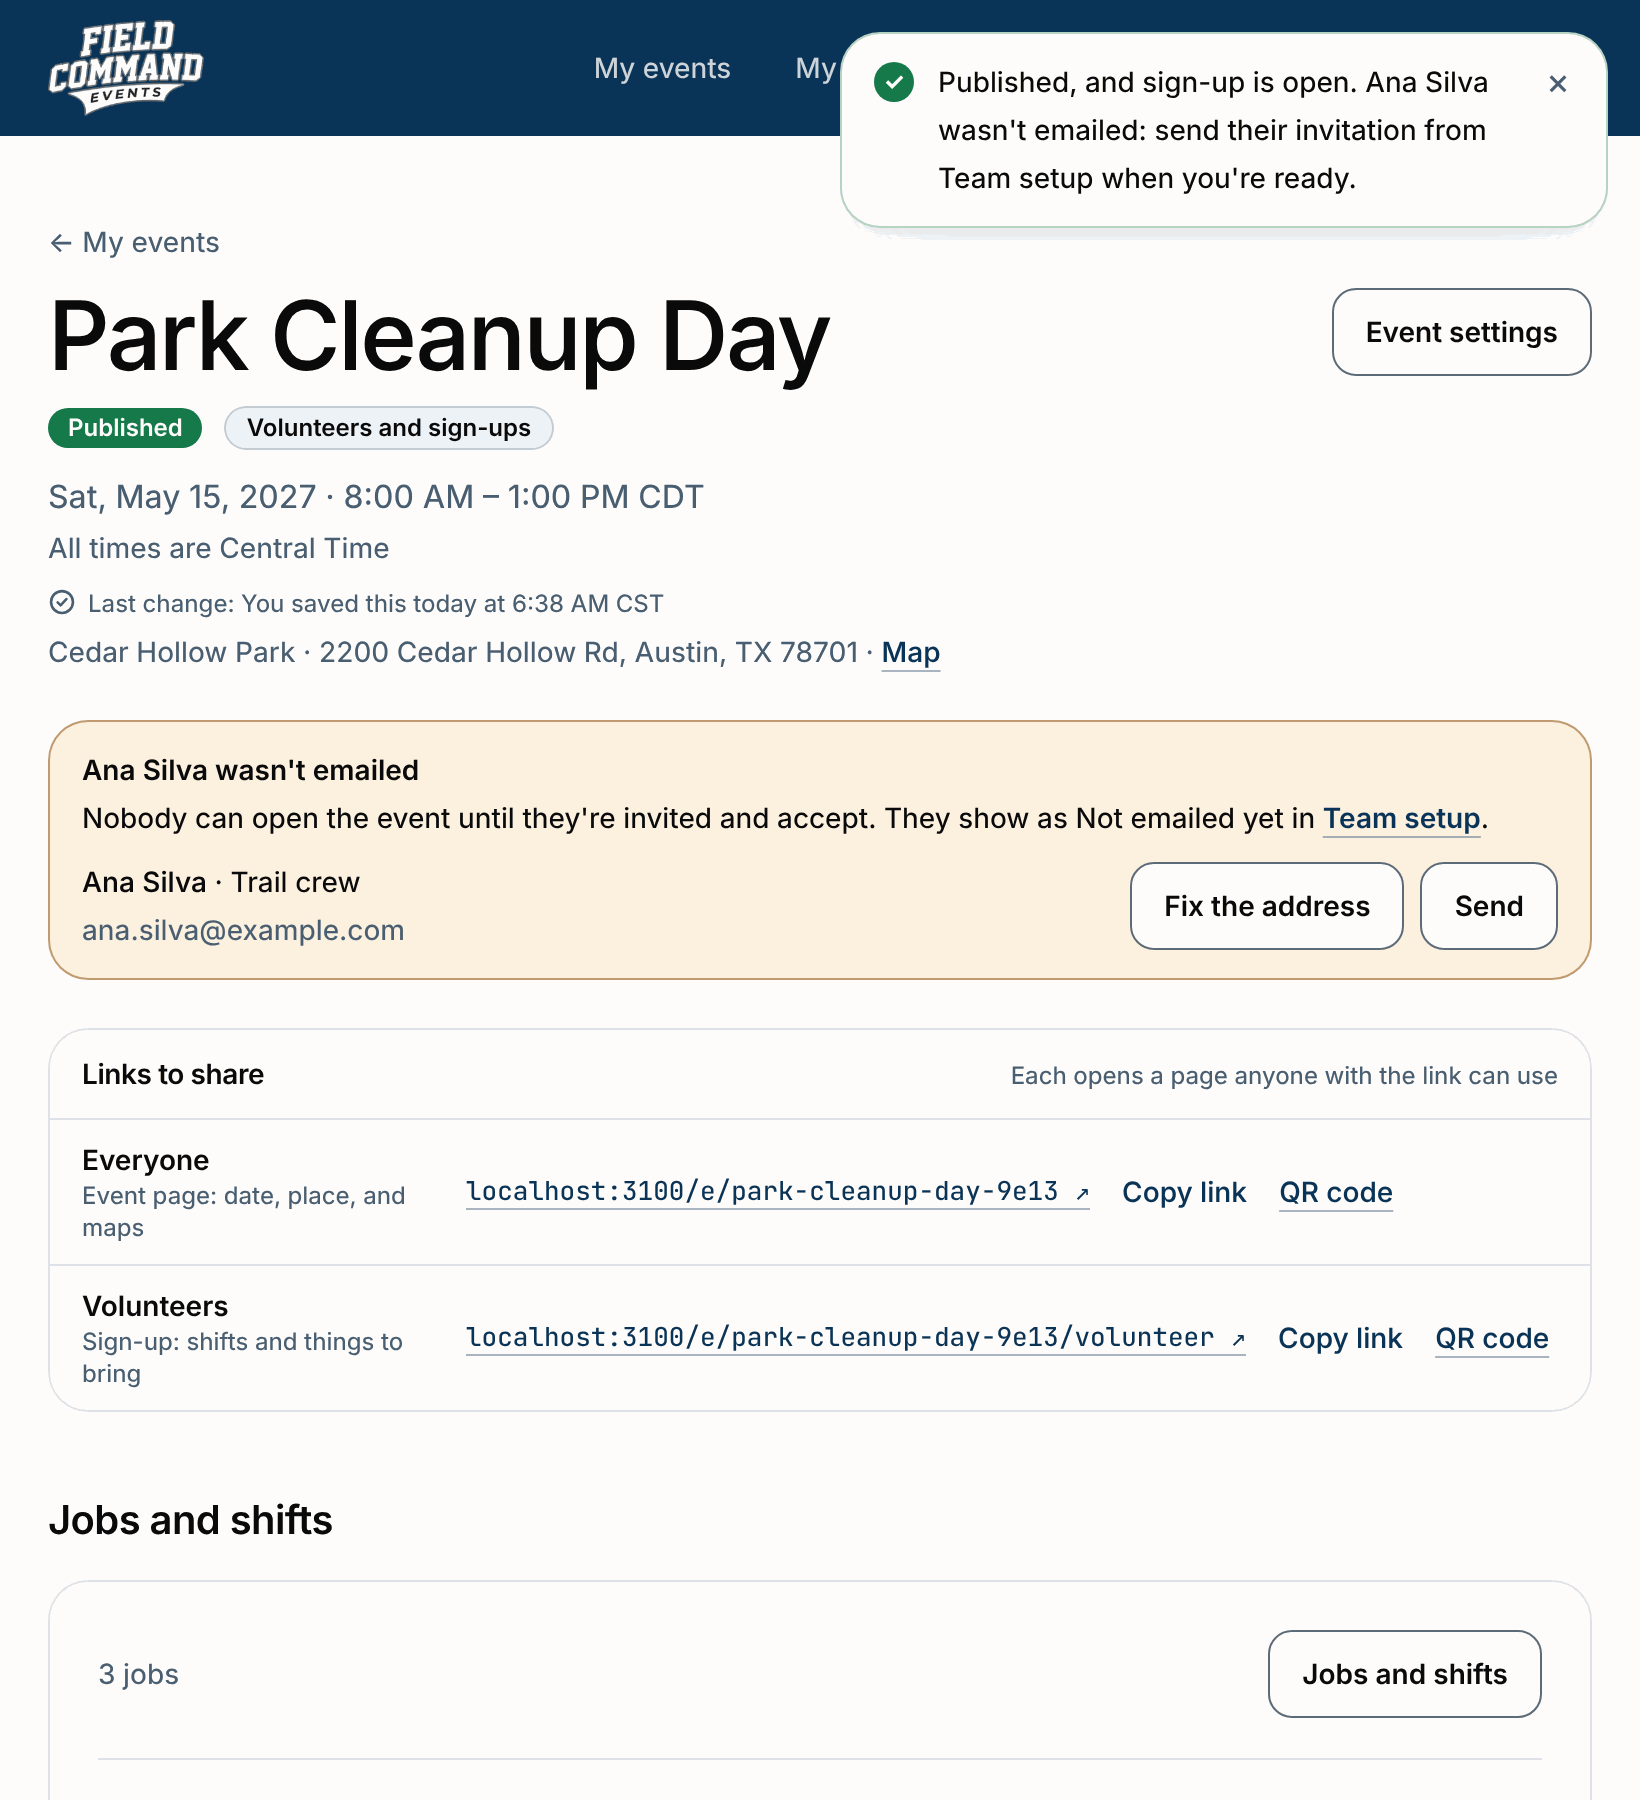 FIELD
COMMAND
EVENTS
My events
My
Published, and sign-up is open. Ana Silva
wasn't emailed: send their invitation from
Team setup when you're ready.
← My events
Park Cleanup Day
Event settings
Published
Volunteers and sign-ups
Sat, May 15, 2027 · 8:00 AM – 1:00 PM CDT
All times are Central Time
Last change: You saved this today at 6:38 AM CST
Cedar Hollow Park · 2200 Cedar Hollow Rd, Austin, TX 78701 · Map
Ana Silva wasn't emailed
Nobody can open the event until they're invited and accept. They show as Not emailed yet in Team setup.
Ana Silva · Trail crew
ana.silva@example.com
Fix the address
Send
Links to share
Each opens a page anyone with the link can use
Everyone
Event page: date, place, and
maps
localhost:3100/e/park-cleanup-day-9e13 ↗
Copy link
QR code
Volunteers
Sign-up: shifts and things to
bring
localhost:3100/e/park-cleanup-day-9e13/volunteer ↗
Copy link
QR code
Jobs and shifts
3 jobs
Jobs and shifts